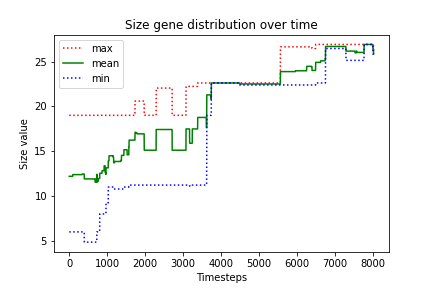 Size gene distribution over time
max
mean
min
Size value
25
20
15
10
5
0 1000 2000 3000 4000 5000 6000 7000 8000
Timesteps